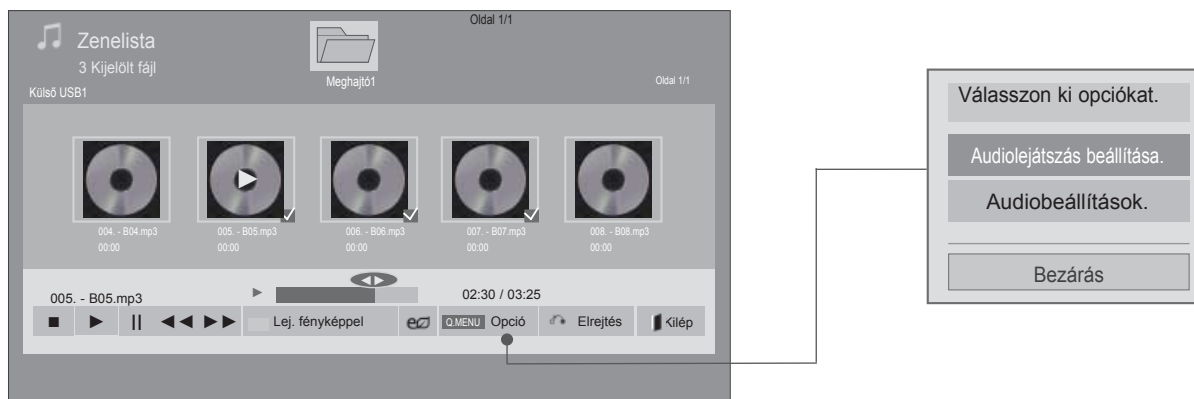 Oldal 1/1
Zenelista
3 Kijelölt fájl
Meghajtó1
Oldal 1/1
Külső USB1
004. - B04.mp3
00:00
005. - B05.mp3
00:00
006. - B06.mp3
00:00
007. - B07.mp3
00:00
008. - B08.mp3
00:00
005. - B05.mp3
02:30 / 03:25
Lej. fényképpel
Q.MENU Opció
Elrejtés
Kilép
Válasszon ki opciókat.
Audiolejátszás beállítása.
Audiobeállítások.
Bezárás